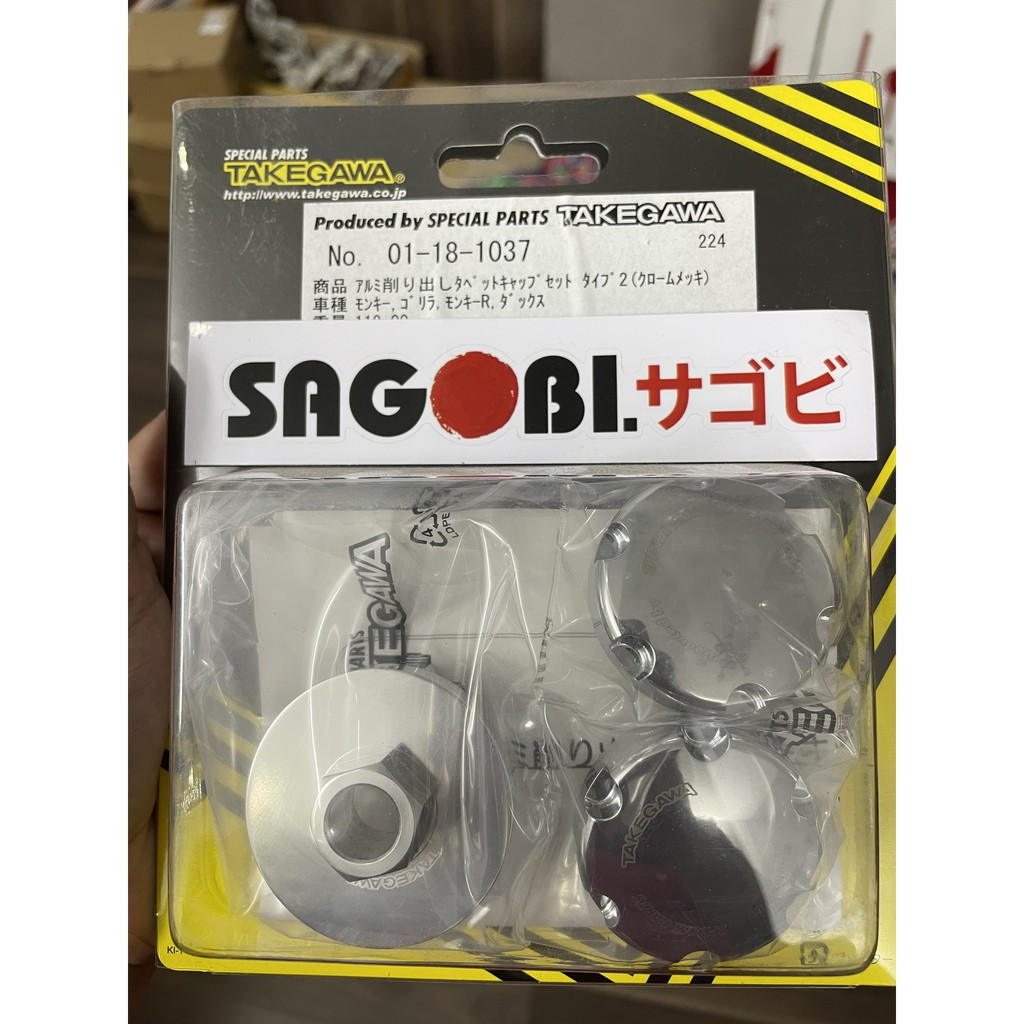 SPECIAL PARTS
TAKEGAWA®
http://www.takegawa.co.jp
Produced by SPECIAL PARTS TAKEGAWA
No. 01-18-1037
224
商品 アルミ削り出しタペットキャップセット タイプ2(クロームメッキ)
車種 モンキー,ゴリラ,モンキーR,ダックス
SAGOBI.サゴビ
TAKEGAWA
TAKEGAWA